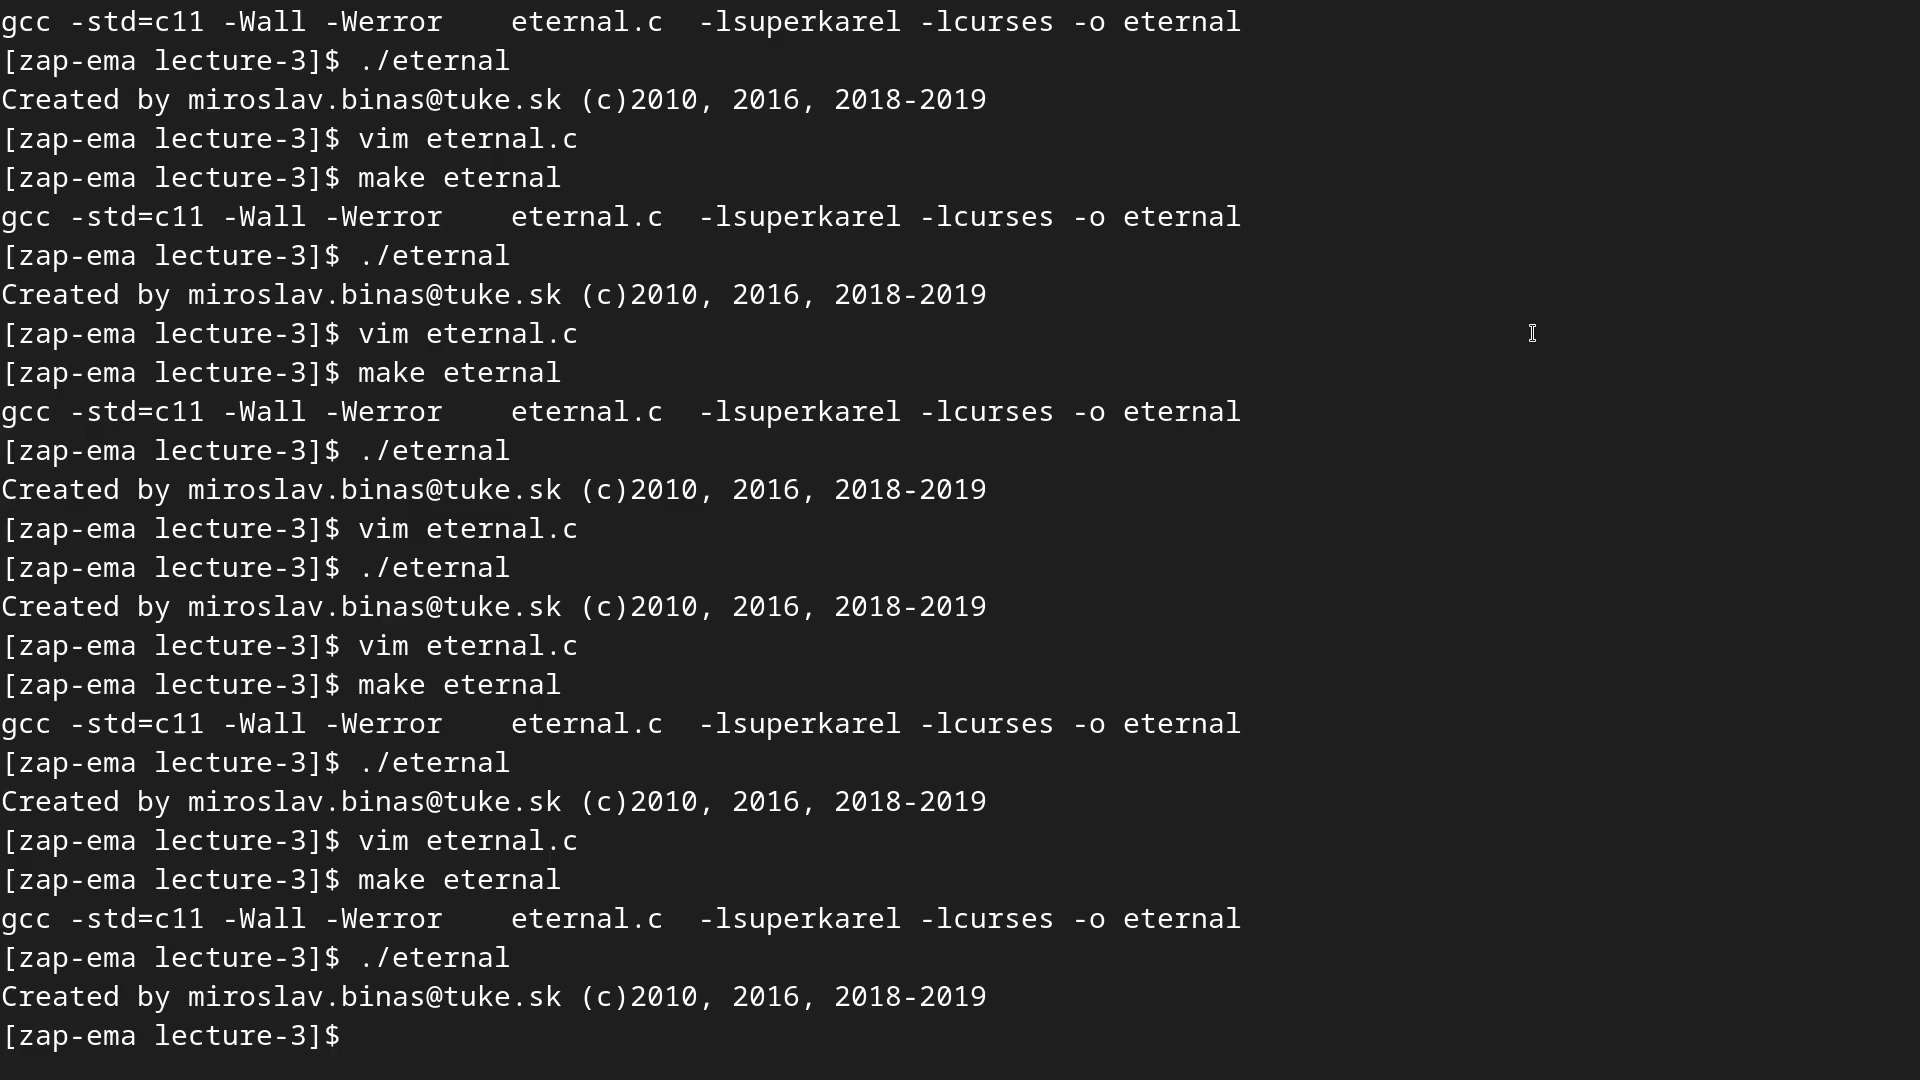 gcc -std=c11 -Wall -Werror    eternal.c  -lsuperkarel -lcurses -o eternal
[zap-ema lecture-3]$ ./eternal
Created by miroslav.binas@tuke.sk (c)2010, 2016, 2018-2019
[zap-ema lecture-3]$ vim eternal.c
[zap-ema lecture-3]$ make eternal
gcc -std=c11 -Wall -Werror    eternal.c  -lsuperkarel -lcurses -o eternal
[zap-ema lecture-3]$ ./eternal
Created by miroslav.binas@tuke.sk (c)2010, 2016, 2018-2019
[zap-ema lecture-3]$ vim eternal.c
[zap-ema lecture-3]$ make eternal
gcc -std=c11 -Wall -Werror    eternal.c  -lsuperkarel -lcurses -o eternal
[zap-ema lecture-3]$ ./eternal
Created by miroslav.binas@tuke.sk (c)2010, 2016, 2018-2019
[zap-ema lecture-3]$ vim eternal.c
[zap-ema lecture-3]$ ./eternal
Created by miroslav.binas@tuke.sk (c)2010, 2016, 2018-2019
[zap-ema lecture-3]$ vim eternal.c
[zap-ema lecture-3]$ make eternal
gcc -std=c11 -Wall -Werror    eternal.c  -lsuperkarel -lcurses -o eternal
[zap-ema lecture-3]$ ./eternal
Created by miroslav.binas@tuke.sk (c)2010, 2016, 2018-2019
[zap-ema lecture-3]$ vim eternal.c
[zap-ema lecture-3]$ make eternal
gcc -std=c11 -Wall -Werror    eternal.c  -lsuperkarel -lcurses -o eternal
[zap-ema lecture-3]$ ./eternal
Created by miroslav.binas@tuke.sk (c)2010, 2016, 2018-2019
[zap-ema lecture-3]$